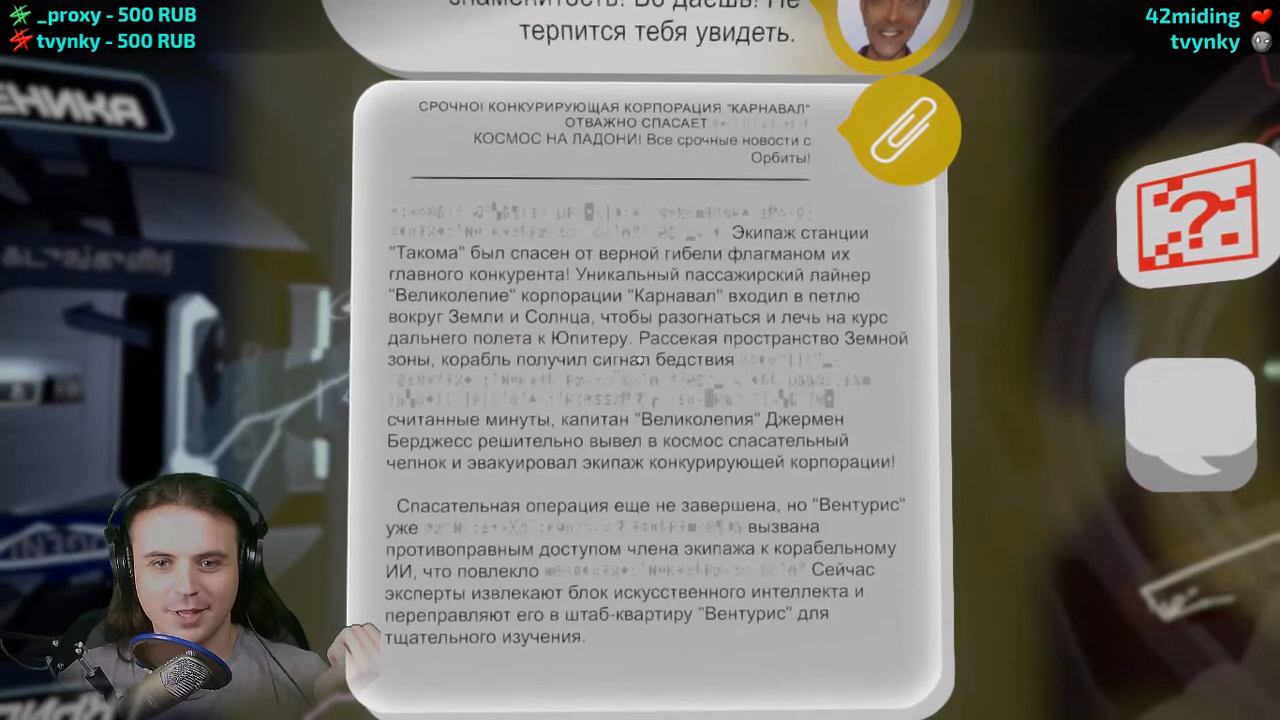 _proxy - 500 RUB
tvynky - 500 RUB
42miding
tvynky
ЕНИКА
терпится тебя увидеть.
СРОЧНО! КОНКУРИРУЮЩАЯ КОРПОРАЦИЯ "КАРНАВАЛ"
ОТВАЖНО СПАСАЕТ
КОСМОС НА ЛАДОНИ! Все срочные новости с
Орбиты!
Экипаж станции
"Такома" был спасен от верной гибели флагманом их
главного конкурента! Уникальный пассажирский лайнер
"Великолепие" корпорации "Карнавал" входил в петлю
вокруг Земли и Солнца, чтобы разогнаться и лечь на курс
дальнего полета к Юпитеру. Рассекая пространство Земной
зоны, корабль получил сигнал бедствия
считанные минуты, капитан "Великолепия" Джермен
Берджесс решительно вывел в космос спасательный
челнок и эвакуировал экипаж конкурирующей корпорации!
Спасательная операция еще не завершена, но "Вентурис"
уже вызвана
противоправным доступом члена экипажа к корабельному
ИИ, что повлекло Сейчас
эксперты извлекают блок искусственного интеллекта и
переправляют его в штаб-квартиру "Вентурис" для
тщательного изучения.